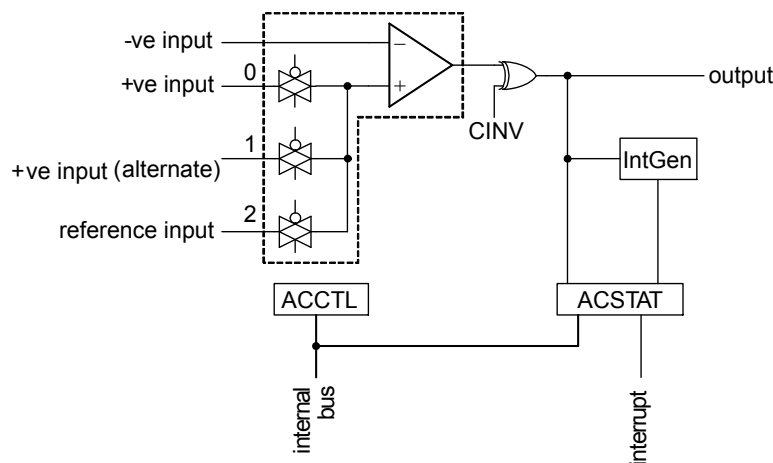 -ve input
+ve input
0
+ve input (alternate)
1
reference input
2
−
+
CINV
output
IntGen
ACCTL
ACSTAT
internal
bus
interrupt